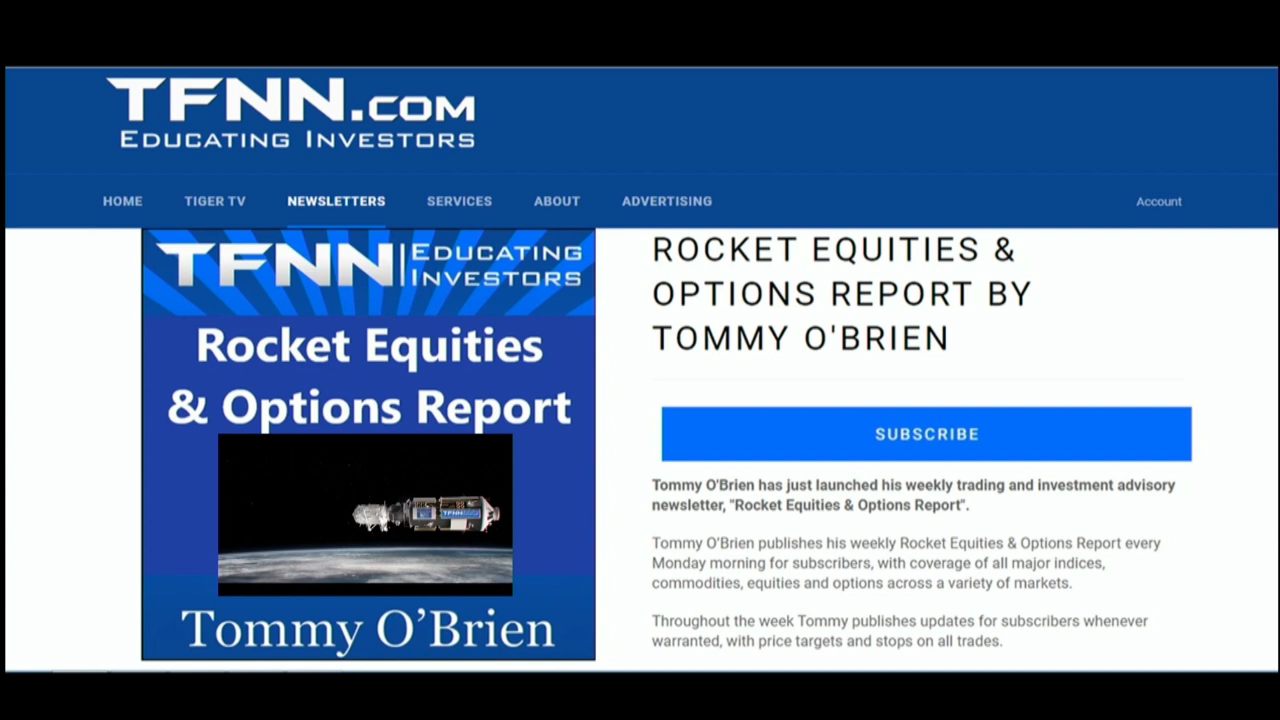 TFNN.COM
EDUCATING INVESTORS
HOME TIGER TV NEWSLETTERS SERVICES ABOUT ADVERTISING Account
TFNN EDUCATING
INVESTORS
Rocket Equities
& Options Report
TFNN
Tommy O’Brien
ROCKET EQUITIES &
OPTIONS REPORT BY
TOMMY O'BRIEN
SUBSCRIBE
Tommy O'Brien has just launched his weekly trading and investment advisory
newsletter, "Rocket Equities & Options Report".
Tommy O’Brien publishes his weekly Rocket Equities & Options Report every
Monday morning for subscribers, with coverage of all major indices,
commodities, equities and options across a variety of markets.
Throughout the week Tommy publishes updates for subscribers whenever
warranted, with price targets and stops on all trades.